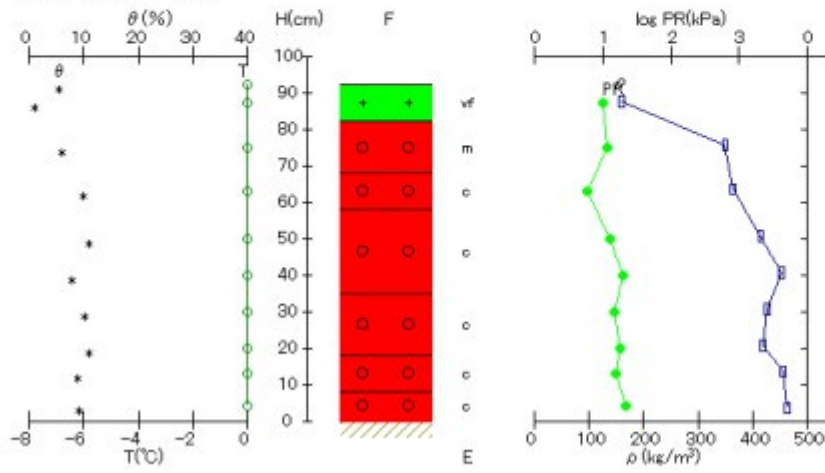 θ(%) H(cm) F log PR(kPa)
0 10 20 30 40 0 1 2 3 0
100
θ T PR ρ
90 vf
80
70 m
60 c
50
40 c
30
20 c
10 c
0 c
-8 -6 -4 -2 0 0 100 200 300 400 500
T(℃) E ρ (kg/m³)